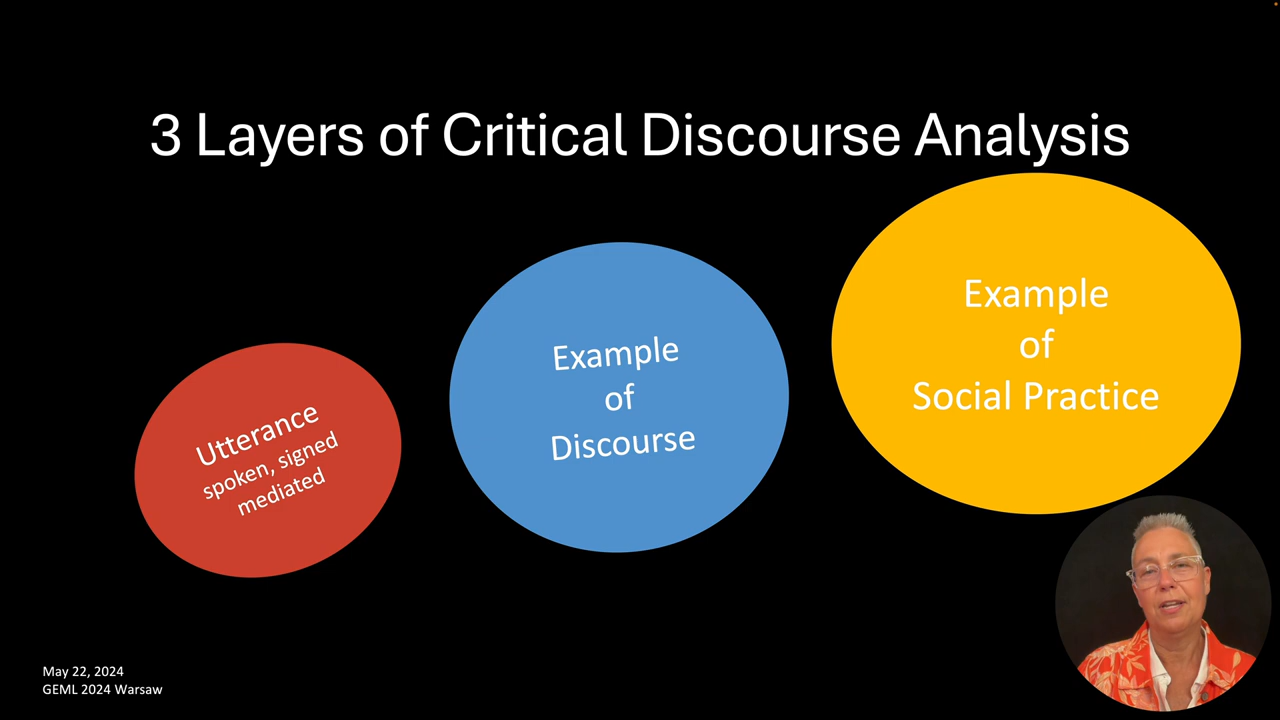 3 Layers of Critical Discourse Analysis
Utterance
spoken, signed
mediated
Example
of
Discourse
Example
of
Social Practice
May 22, 2024
GEML 2024 Warsaw